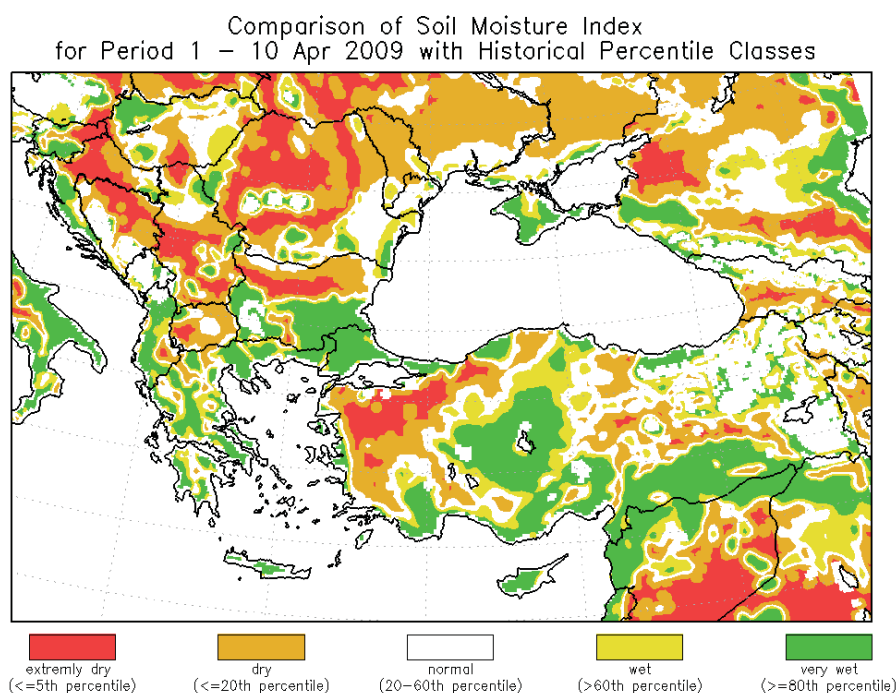 Comparison of Soil Moisture Index
for Period 1 – 10 Apr 2009 with Historical Percentile Classes
extremly dry
(<=5th percentile)
dry
(<=20th percentile)
normal
(20-60th percentile)
wet
(>60th percentile)
very wet
(>=80th percentile)